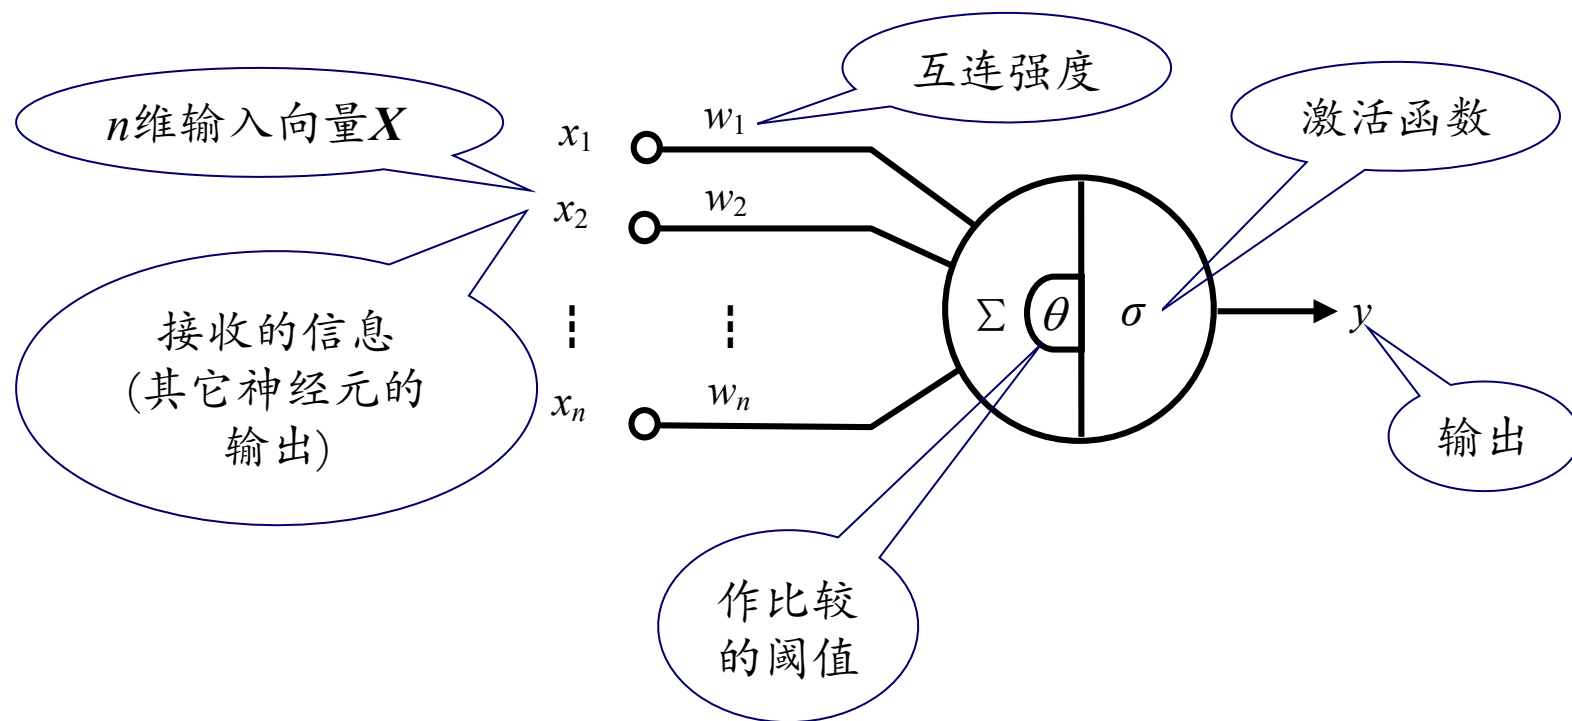 互连强度
n维输入向量X
激活函数
x1
w1
x2
w2
接收的信息
(其它神经元的
输出)
Σ
θ
σ
y
xn
wn
输出
作比较
的阈值